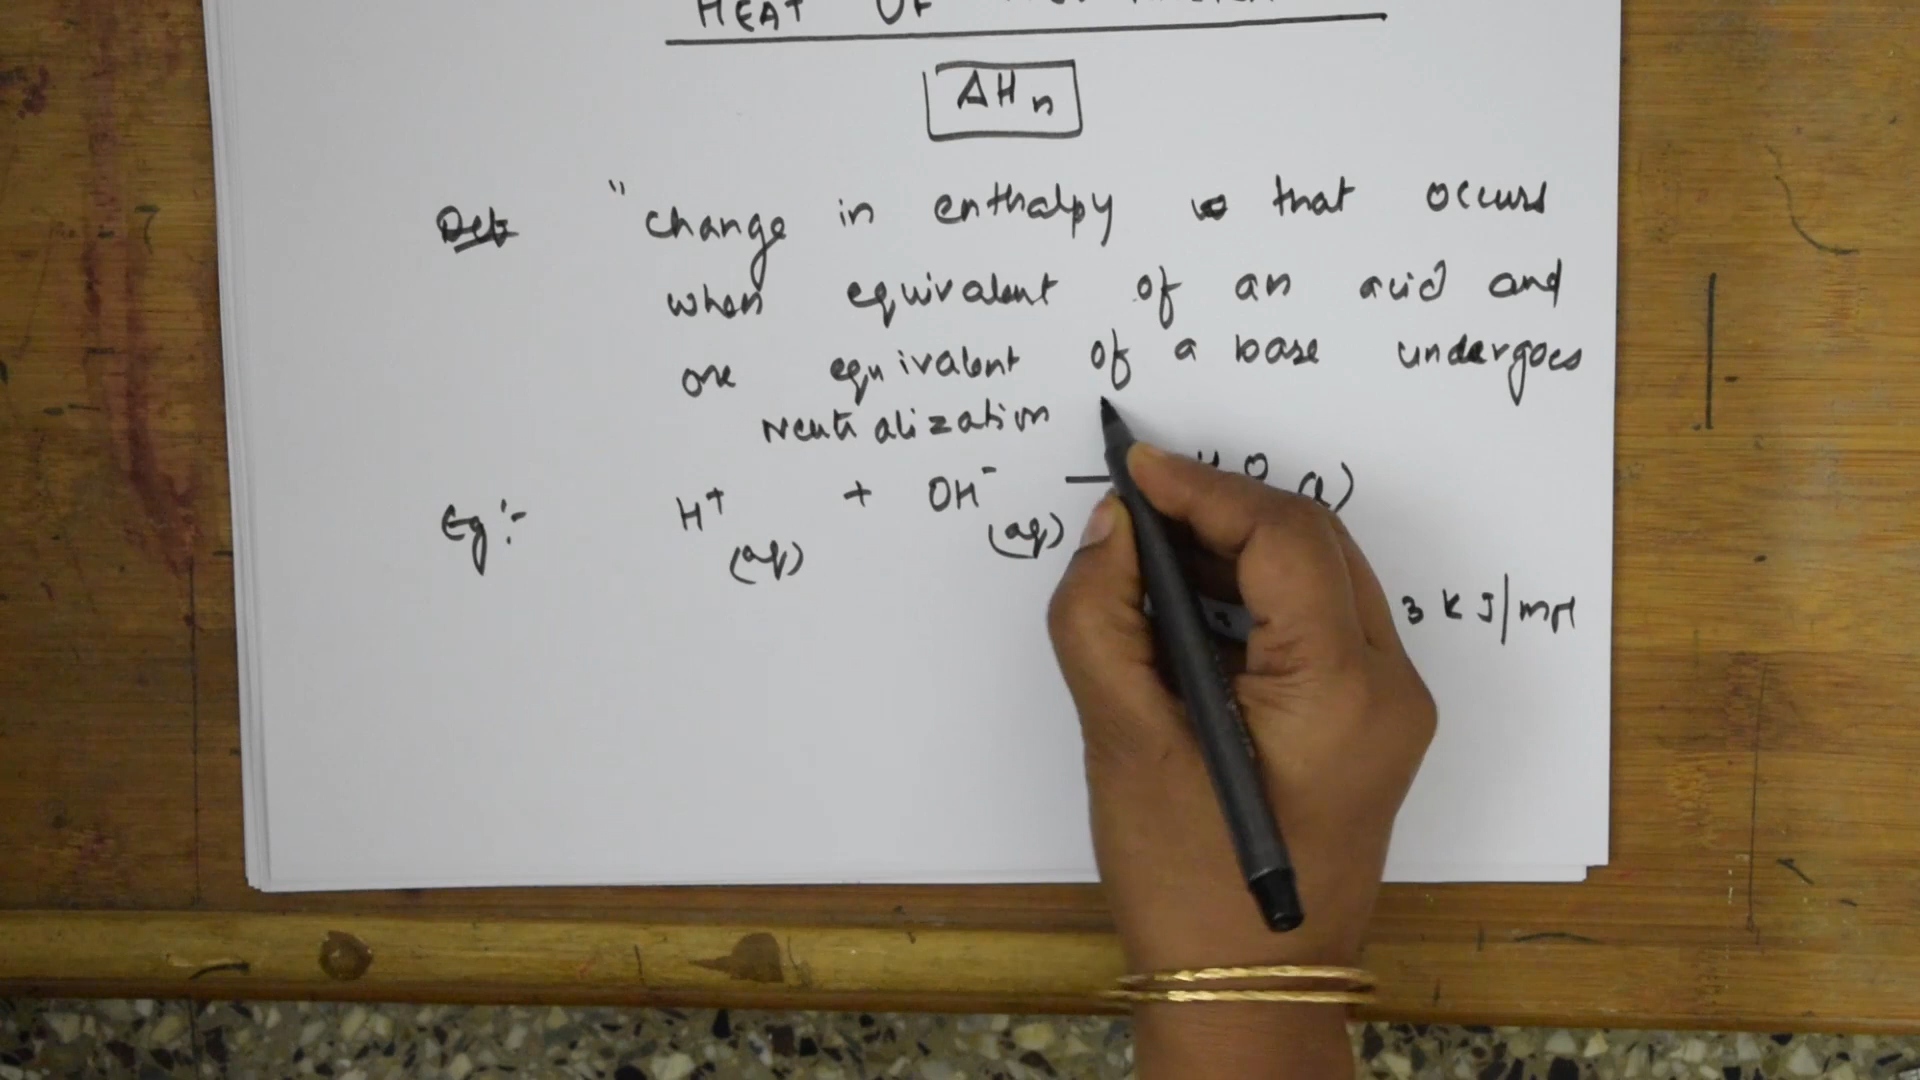 HEAT OF
ΔHn
Def "change in enthalpy that occurs
when equivalent of an acid and
one equivalent of a base undergoes
Neutralization
Eg:- H⁺(aq) + OH⁻(aq) — H₂O (l)
3 KJ/mol